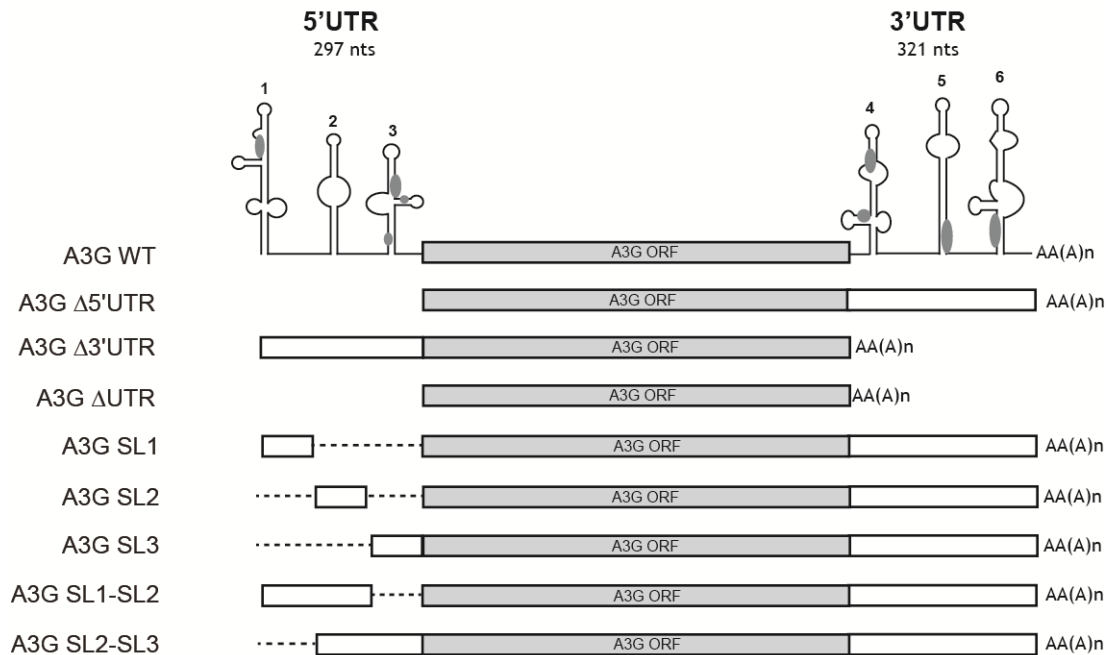 5'UTR 3'UTR
297 nts 321 nts
1 2 3 4 5 6
A3G WT A3G ORF AA(A)n
A3G Δ5'UTR A3G ORF AA(A)n
A3G Δ3'UTR A3G ORF AA(A)n
A3G ΔUTR A3G ORF AA(A)n
A3G SL1 A3G ORF AA(A)n
A3G SL2 A3G ORF AA(A)n
A3G SL3 A3G ORF AA(A)n
A3G SL1-SL2 A3G ORF AA(A)n
A3G SL2-SL3 A3G ORF AA(A)n